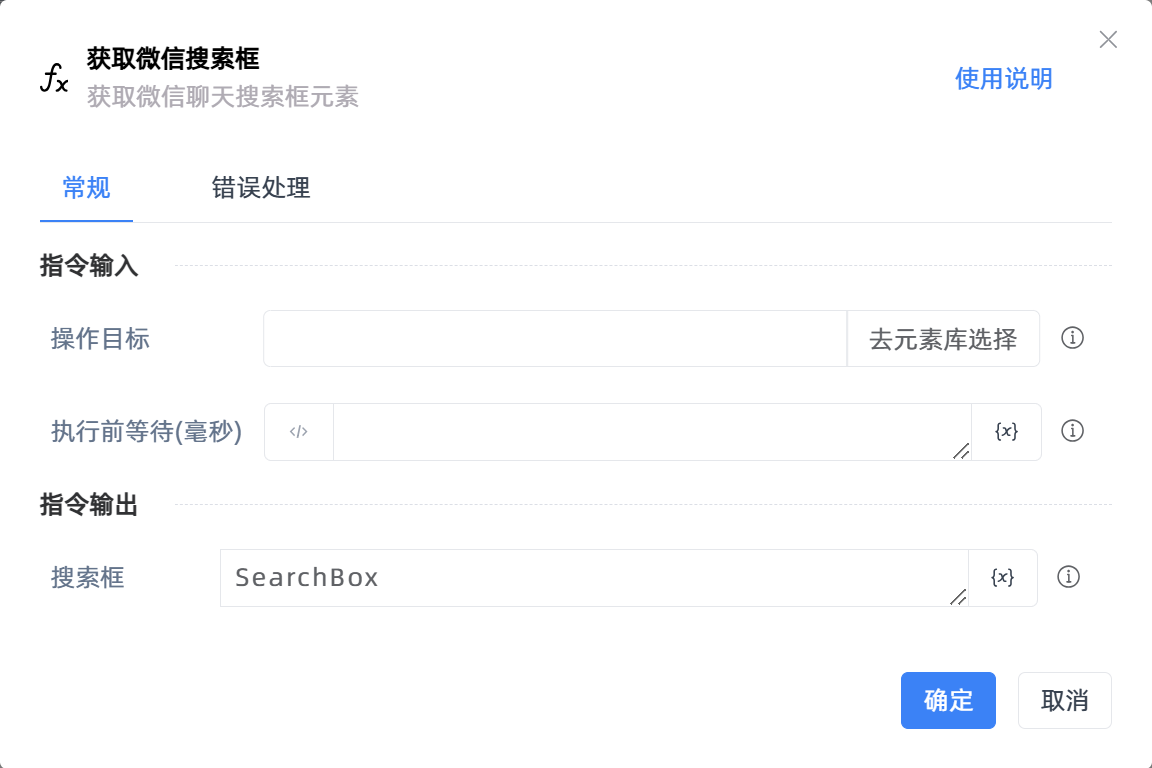 获取微信搜索框
获取微信聊天搜索框元素
使用说明
常规
错误处理
指令输入
操作目标
去元素库选择
执行前等待(毫秒)
</>
{x}
指令输出
搜索框
SearchBox
{x}
确定
取消